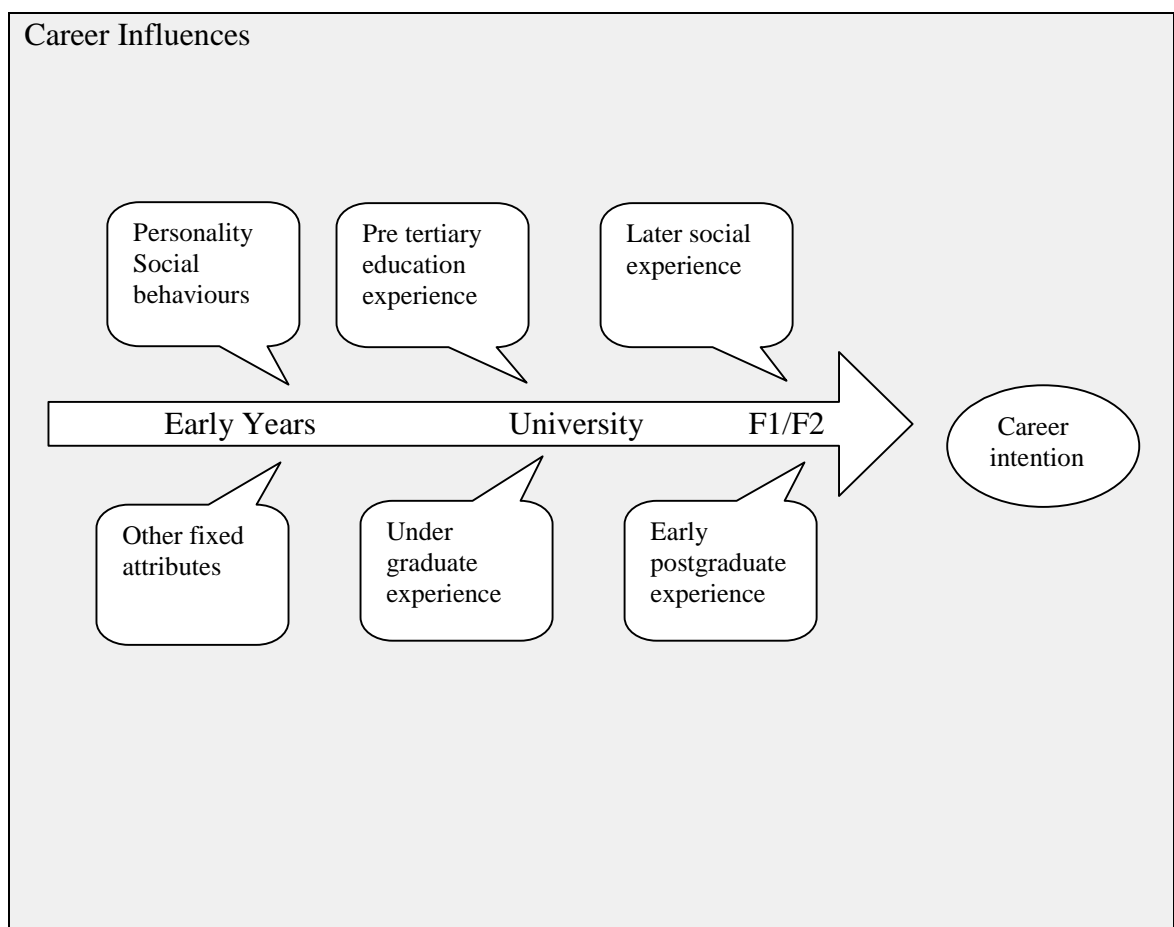 Career Influences
Personality
Social
behaviours
Pre tertiary
education
experience
Later social
experience
Early Years
University
F1/F2
Career
intention
Other fixed
attributes
Under
graduate
experience
Early
postgraduate
experience